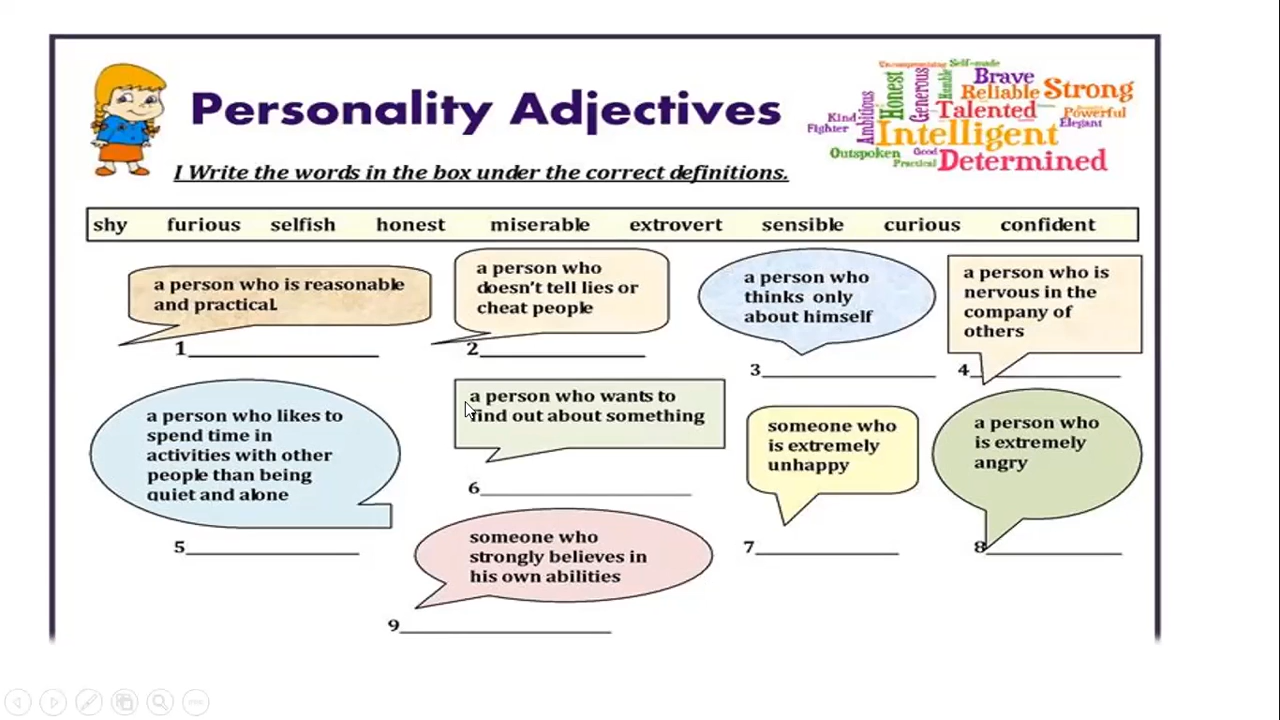 Personality Adjectives
Uncompromising Self-made
Brave
Honest
Generous
Humble
Reliable
Strong
Ambitious
Talented
Powerful
Kind
Fighter
Elegant
Intelligent
Outspoken
Good
Practical
Determined
I Write the words in the box under the correct definitions.
shy furious selfish honest miserable extrovert sensible curious confident
a person who is reasonable
and practical.
1
a person who
doesn't tell lies or
cheat people
2
a person who
thinks only
about himself
3
a person who is
nervous in the
company of
others
4
a person who likes to
spend time in
activities with other
people than being
quiet and alone
5
a person who wants to
find out about something
6
someone who
is extremely
unhappy
7
a person who
is extremely
angry
8
someone who
strongly believes in
his own abilities
9